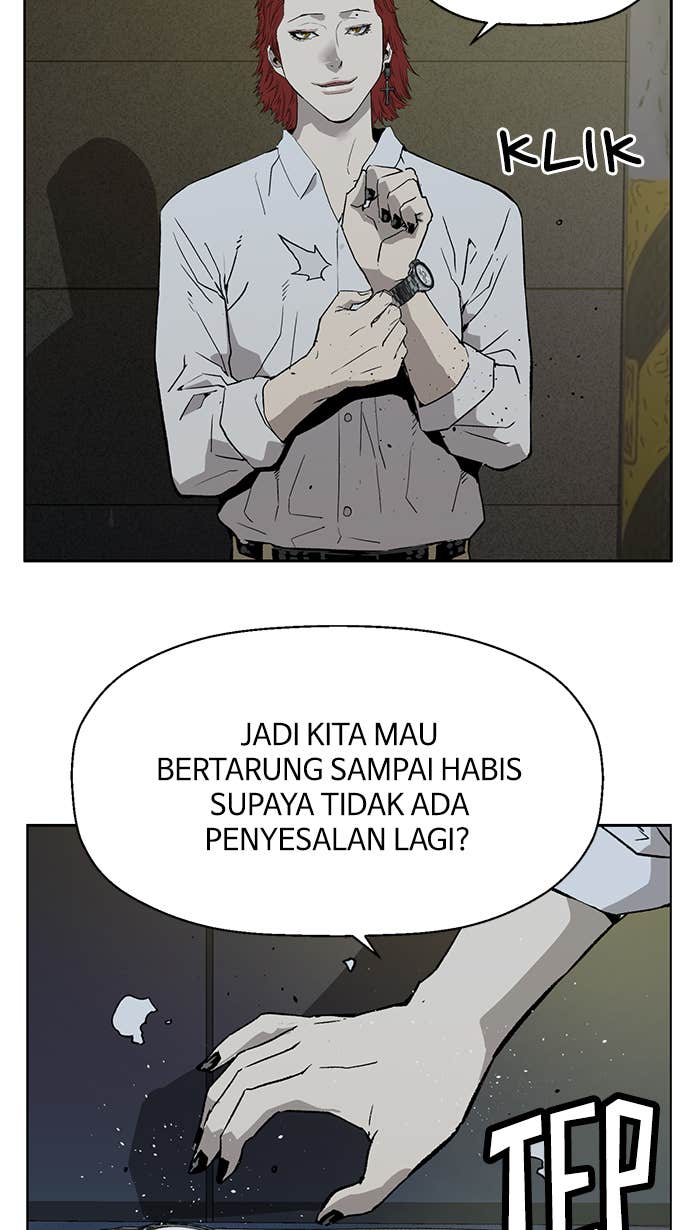 KLIK
JADI KITA MAU
BERTARUNG SAMPAI HABIS
SUPAYA TIDAK ADA
PENYESALAN LAGI?
TEP